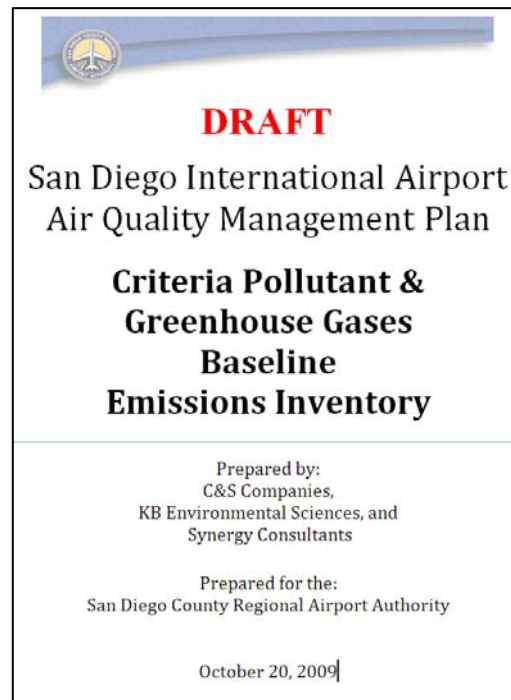 DRAFT
San Diego International Airport
Air Quality Management Plan
Criteria Pollutant &
Greenhouse Gases
Baseline
Emissions Inventory
Prepared by:
C&S Companies,
KB Environmental Sciences, and
Synergy Consultants
Prepared for the:
San Diego County Regional Airport Authority
October 20, 2009